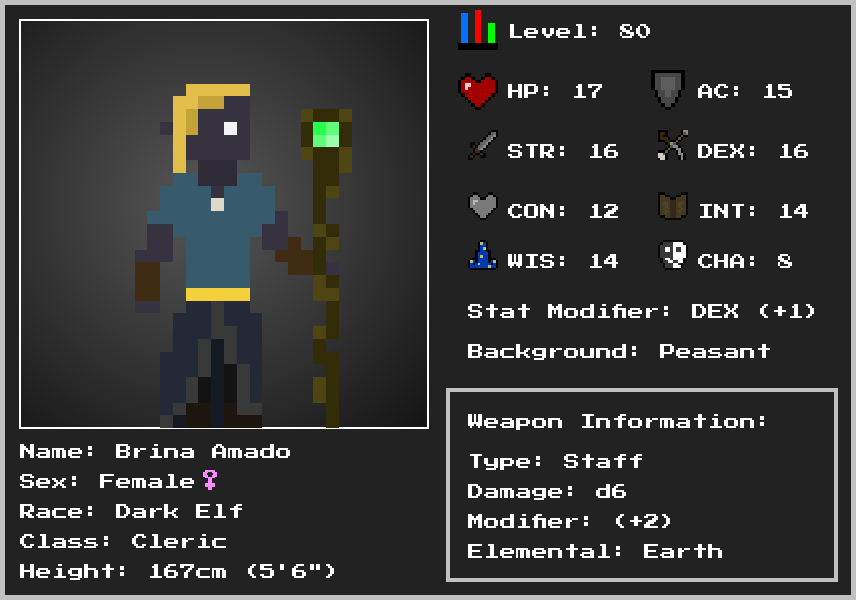 Level: 80
HP: 17
AC: 15
STR: 16
DEX: 16
CON: 12
INT: 14
WIS: 14
CHA: 8
Stat Modifier: DEX (+1)
Background: Peasant
Weapon Information:
Type: Staff
Damage: d6
Modifier: (+2)
Elemental: Earth
Name: Brina Amado
Sex: Female♀
Race: Dark Elf
Class: Cleric
Height: 167cm (5'6")